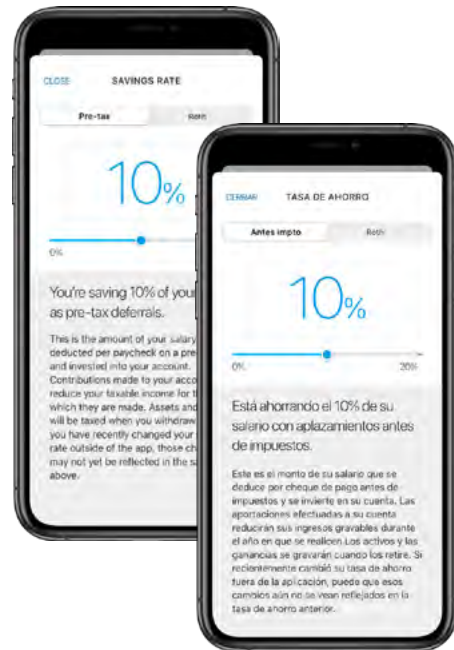 CLOSE SAVINGS RATE
Pre-tax Roth
10%
0%
You're saving 10% of your
as pre-tax deferrals.
This is the amount of your salary
deducted per paycheck on a pre
and invested into your account.
Contributions made to your acco
reduce your taxable income for t
which they are made. Assets and
will be taxed when you withdraw
you have recently changed your
rate outside of the app, those ch
may not yet be reflected in the sa
above.
CERRAR TASA DE AHORRO
Antes impto Roth
10%
0% 20%
Está ahorrando el 10% de su
salario con aplazamientos antes
de impuestos.
Este es el monto de su salario que se
deduce por cheque de pago antes de
impuestos y se invierte en su cuenta. Las
aportaciones efectuadas a su cuenta
reducirán sus ingresos gravables durante
el año en que se realicen Los activos y las
ganancias se gravarán cuando los retire. Si
recientemente cambió su tasa de ahorro
fuera de la aplicación, puede que esos
cambios aún no se vean reflejados en la
tasa de ahorro anterior.